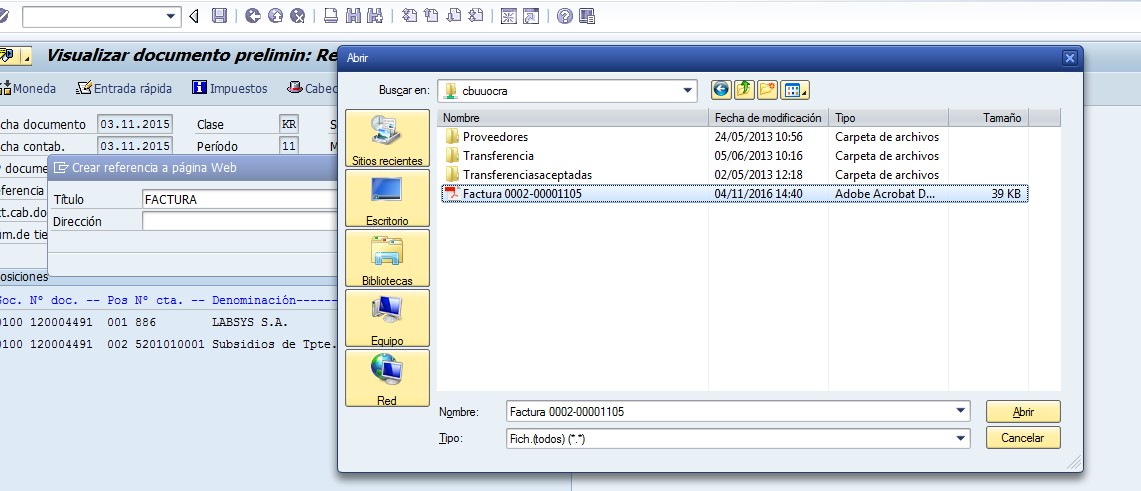 Visualizar documento prelimin: Re
Moneda
Entrada rápida
Impuestos
Cabec
cha documento 03.11.2015 Clase KR S
cha contab. 03.11.2015 Período 11 M
docume
eferencia
t.cab.do
um.de tie
Crear referencia a página Web
Título FACTURA
Dirección
osiciones
Soc. Nº doc. -- Pos Nº cta. -- Denominación------
0100 120004491 001 886 LABSYS S.A.
0100 120004491 002 5201010001 Subsidios de Tpte.
Abrir
Buscar en: cbuuocra
Sitios recientes
Escritorio
Bibliotecas
Equipo
Red
Nombre Fecha de modificación Tipo Tamaño
Proveedores 24/05/2013 10:56 Carpeta de archivos
Transferencia 05/06/2013 10:16 Carpeta de archivos
Transferenciasaceptadas 02/05/2013 12:18 Carpeta de archivos
Factura 0002-00001105 04/11/2016 14:40 Adobe Acrobat D... 39 KB
Nombre: Factura 0002-00001105 Abrir
Tipo: Fich.(todos) (*.*) Cancelar